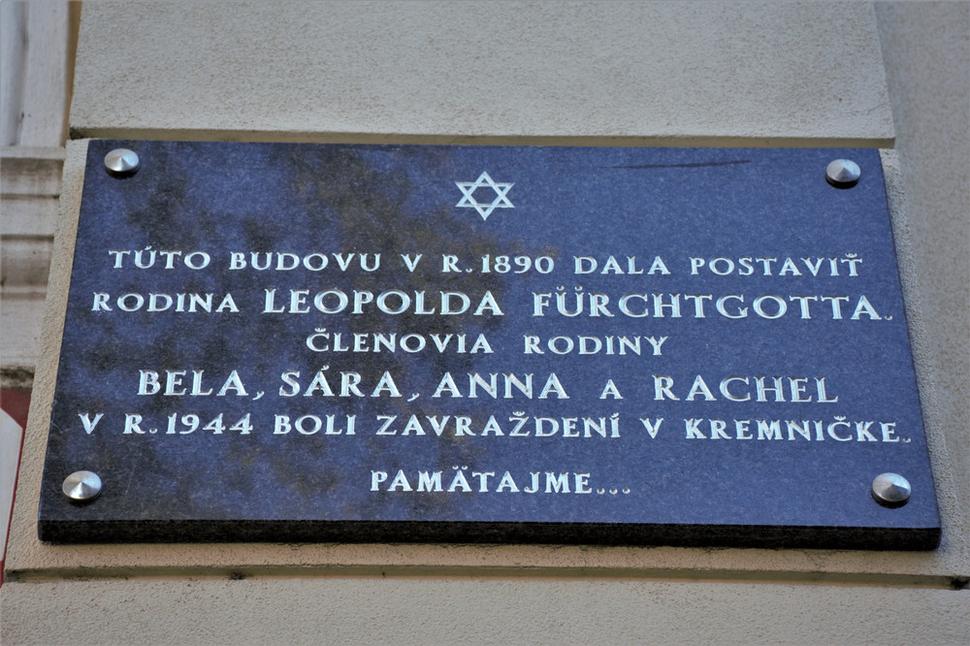 TÚTO BUDOVU V R. 1890 DALA POSTAVIŤ
RODINA LEOPOLDA FÜRCHTGOTTA.
ČLENOVIA RODINY
BELA, SÁRA, ANNA A RACHEL
V R. 1944 BOLI ZAVRAŽDENÍ V KREMNIČKE.
PAMÄTAJME...